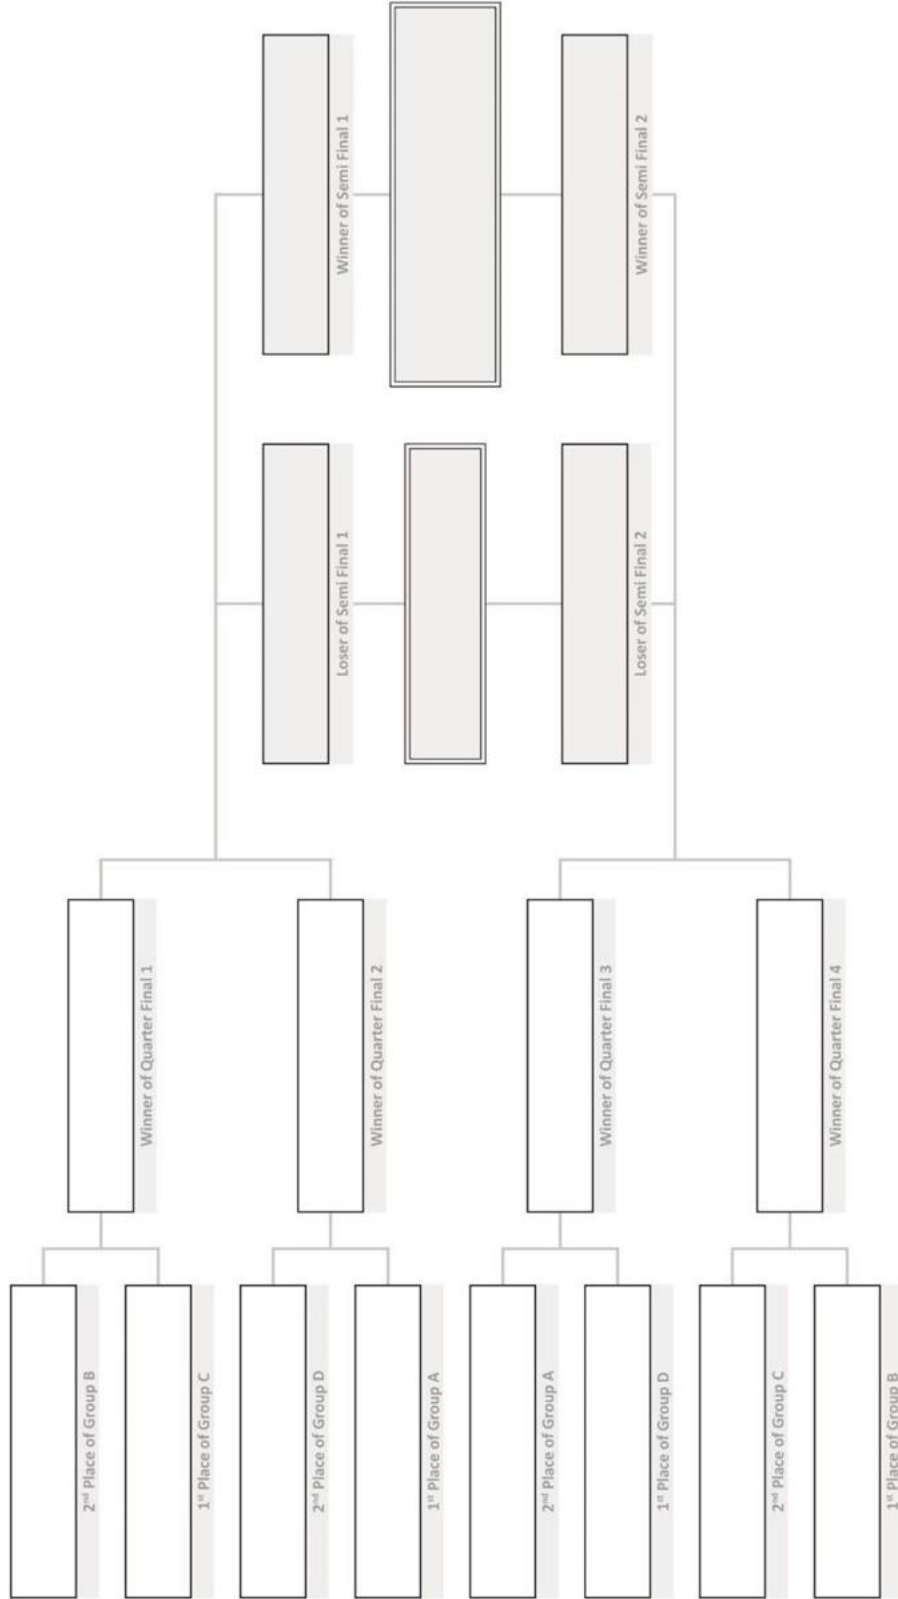 2nd Place of Group B
1st Place of Group C
2nd Place of Group D
1st Place of Group A
2nd Place of Group A
1st Place of Group D
2nd Place of Group C
1st Place of Group B
Winner of Quarter Final 1
Winner of Quarter Final 2
Winner of Quarter Final 3
Winner of Quarter Final 4
Loser of Semi Final 1
Loser of Semi Final 2
Winner of Semi Final 1
Winner of Semi Final 2